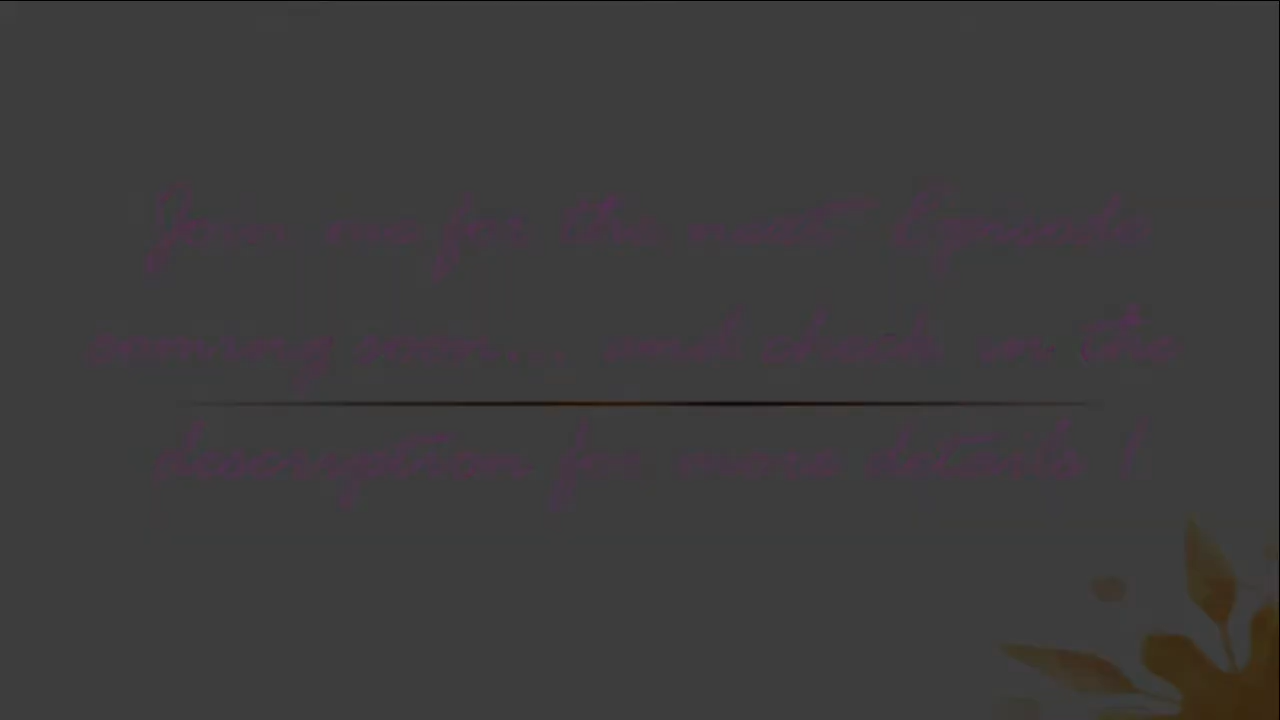 Join me for the next Episode
coming soon... and check in the
description for more details !